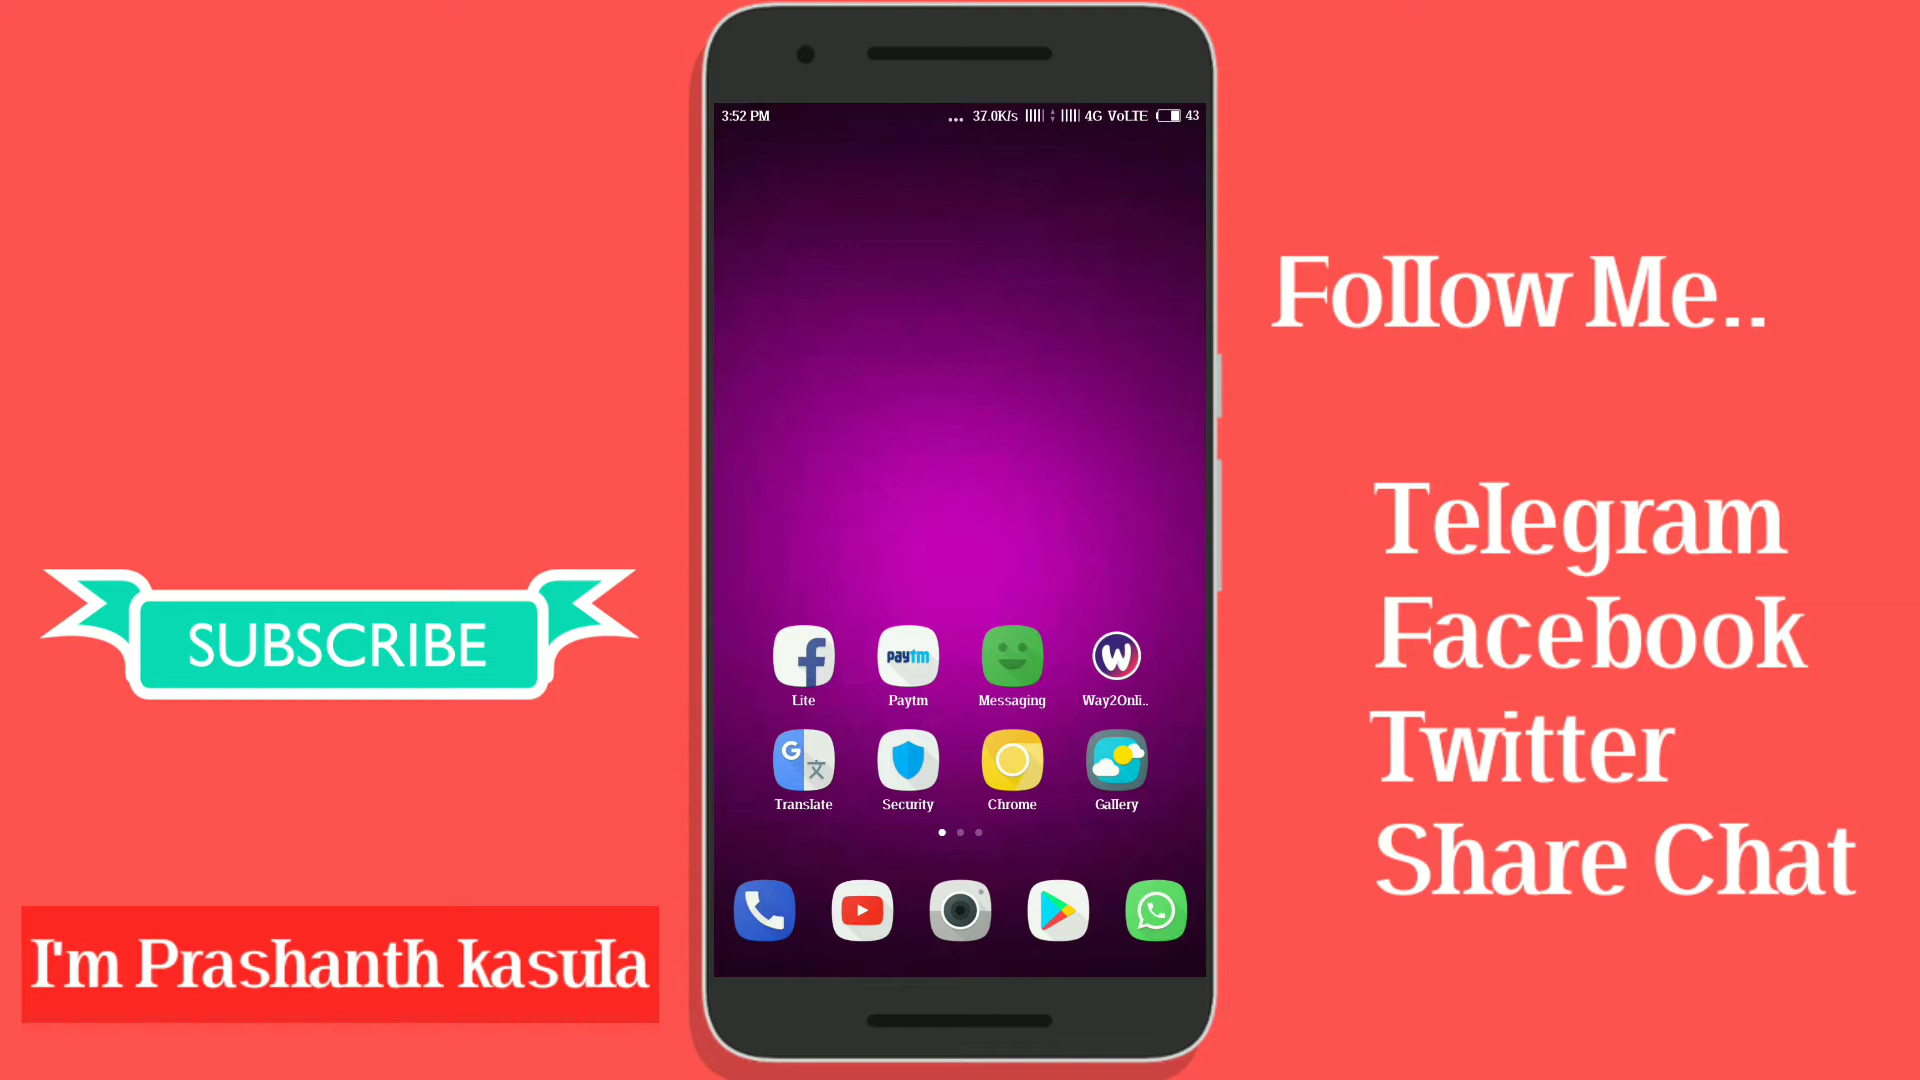 3:52 PM
... 37.0K/s 4G VoLTE 43
Follow Me..
Telegram
Facebook
Twitter
Share Chat
SUBSCRIBE
I'm Prashanth kasula
paytm
W
Lite
Paytm
Messaging
Way2Onli..
G
Translate
Security
Chrome
Gallery